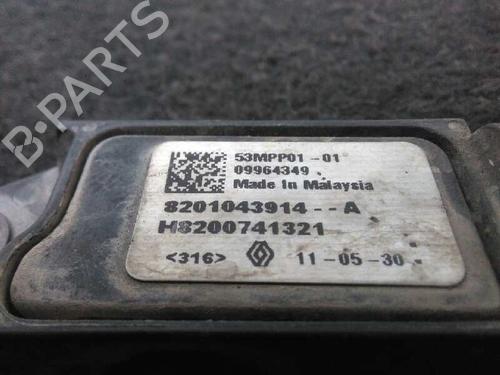 53MPP01-01
09964349
Made In Malaysia
8201043914--A
H8200741321
<316> 11-05-30
B-PARTS